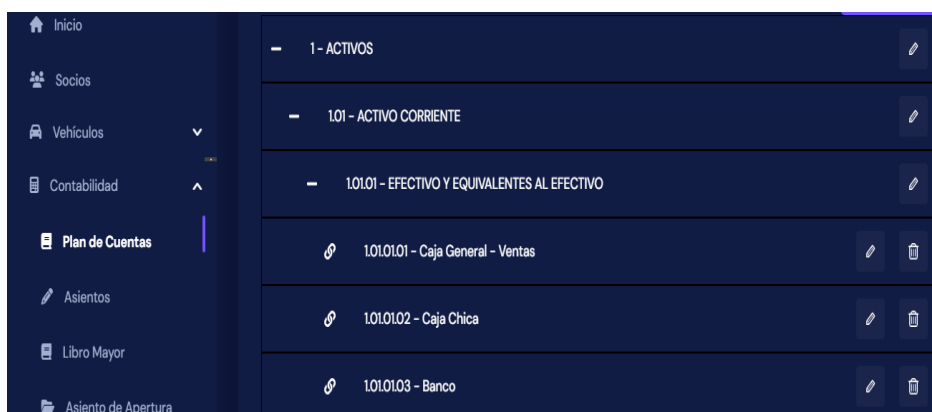 Inicio
Socios
Vehículos
Contabilidad
Plan de Cuentas
Asientos
Libro Mayor
Asiento de Apertura
1 - ACTIVOS
1.01 - ACTIVO CORRIENTE
1.01.01 - EFECTIVO Y EQUIVALENTES AL EFECTIVO
1.01.01.01 - Caja General - Ventas
1.01.01.02 - Caja Chica
1.01.01.03 - Banco